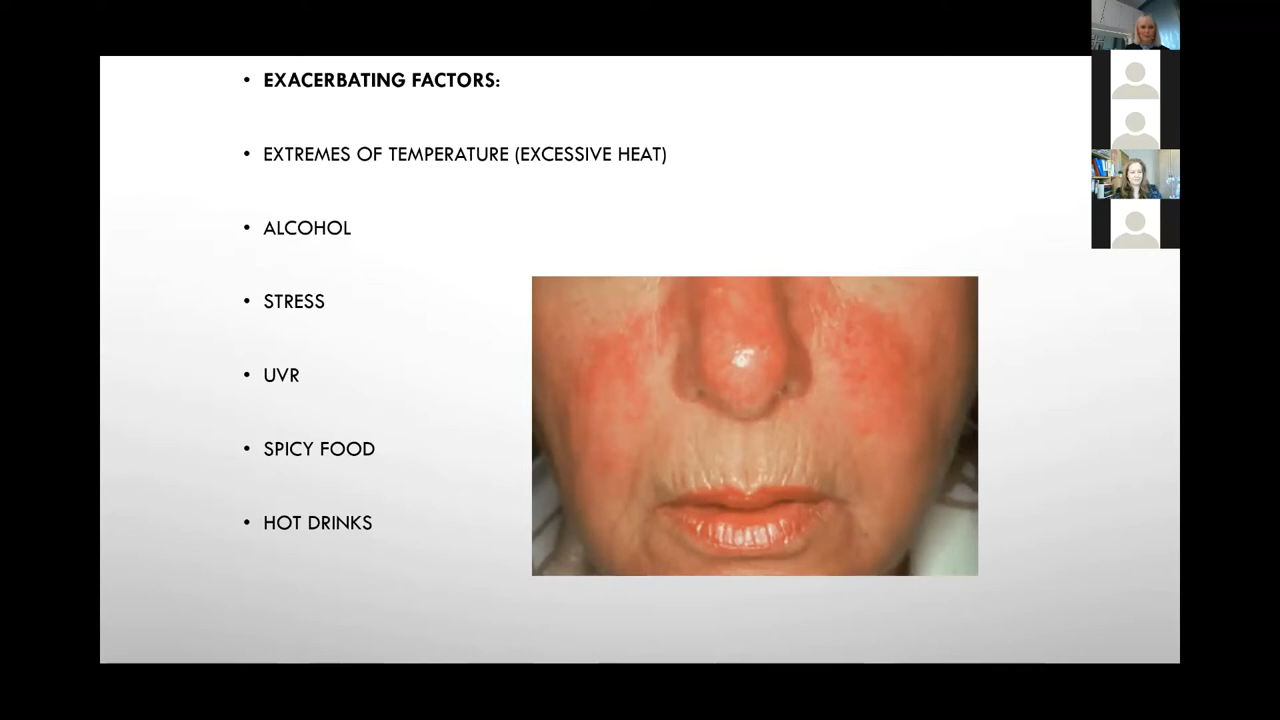 • EXACERBATING FACTORS:
• EXTREMES OF TEMPERATURE (EXCESSIVE HEAT)
• ALCOHOL
• STRESS
• UVR
• SPICY FOOD
• HOT DRINKS